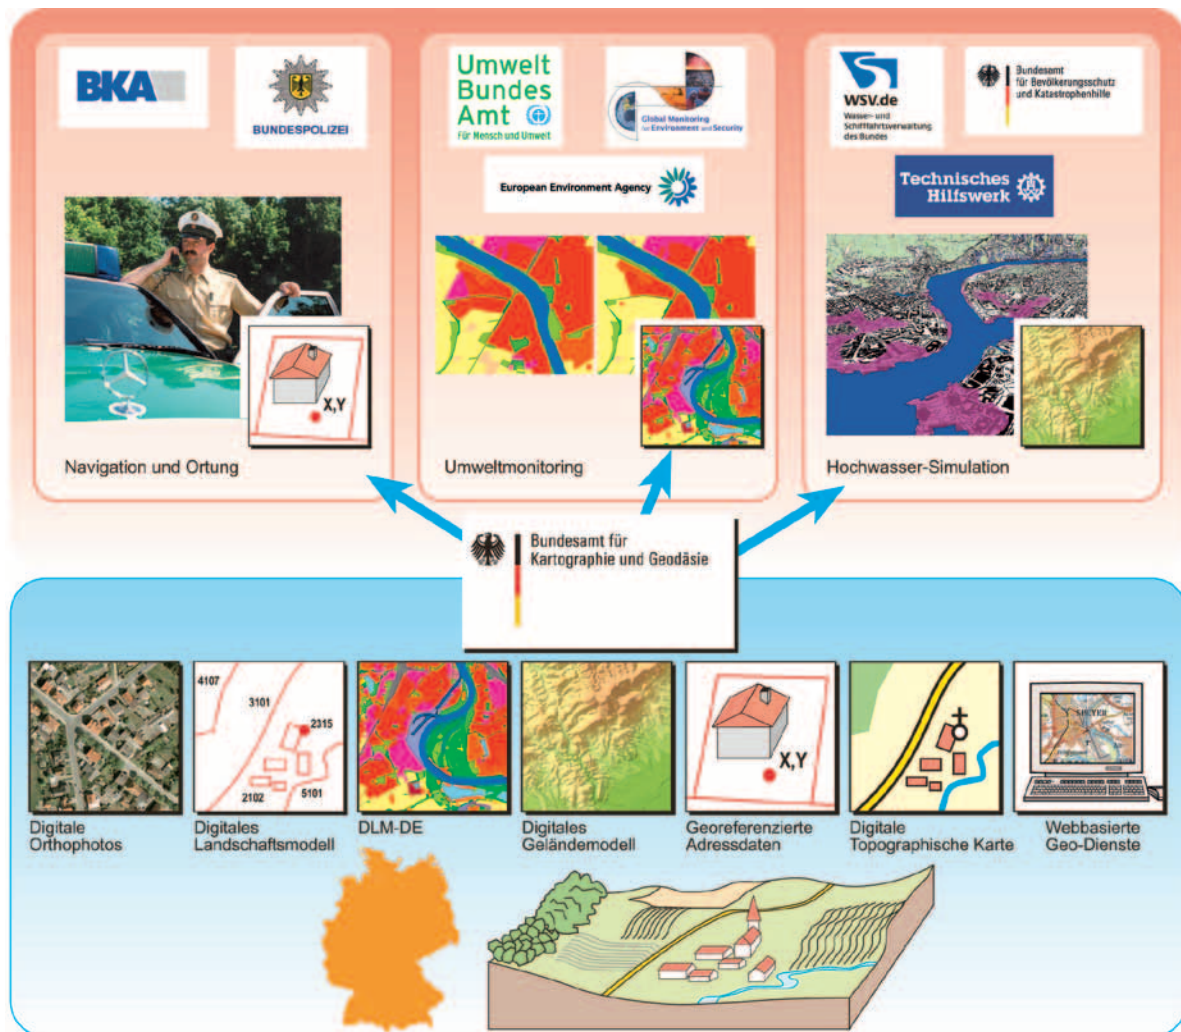 BKA
BUNDESPOLIZEI
Umwelt
Bundes
Amt
Für Mensch und Umwelt
Global Monitoring
for Environment and Security
European Environment Agency
WSV.de
Wasser- und
Schifffahrtsverwaltung
des Bundes
Bundesamt
für Bevölkerungsschutz
und Katastrophenhilfe
Technisches
Hilfswerk
X,Y
Navigation und Ortung
Umweltmonitoring
Hochwasser-Simulation
Bundesamt für
Kartographie und Geodäsie
4107
3101
2315
2102
5101
X,Y
SPEYER
Digitale
Orthophotos
Digitales
Landschaftsmodell
DLM-DE
Digitales
Geländemodell
Georeferenzierte
Adressdaten
Digitale
Topographische Karte
Webbasierte
Geo-Dienste